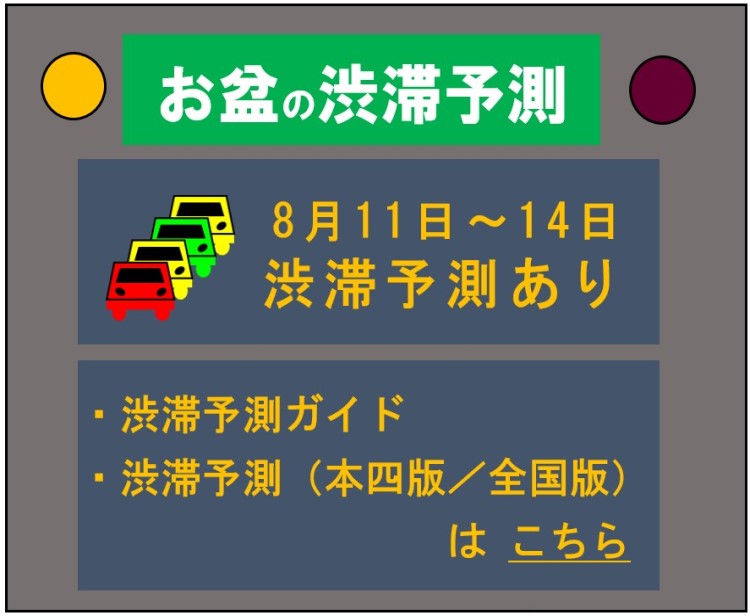 お盆の渋滞予測
8月11日～14日
渋滞予測あり
・渋滞予測ガイド
・渋滞予測（本四版／全国版）
は こちら